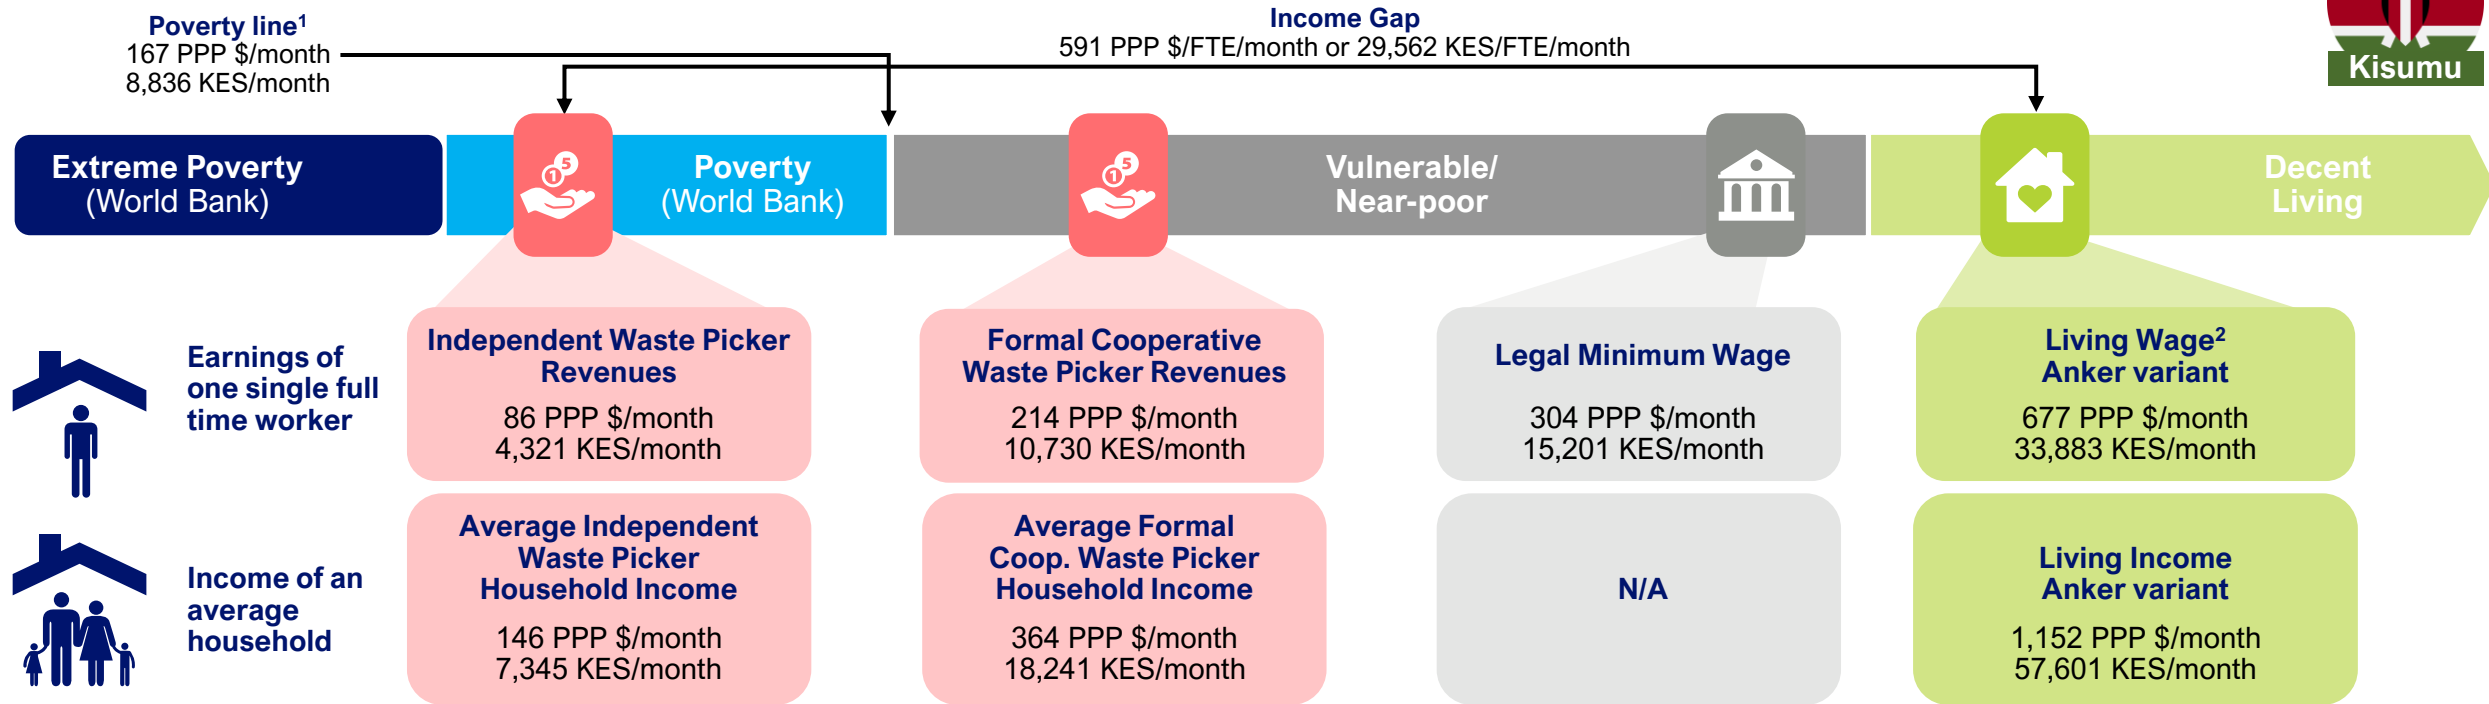 Poverty line1
167 PPP $/month
8,836 KES/month
Income Gap
591 PPP $/FTE/month or 29,562 KES/FTE/month
Kisumu
Extreme Poverty
(World Bank)
5
1
Poverty
(World Bank)
5
1
Vulnerable/
Near-poor
Decent
Living
Earnings of
one single full
time worker
Independent Waste Picker
Revenues
86 PPP $/month
4,321 KES/month
Formal Cooperative
Waste Picker Revenues
214 PPP $/month
10,730 KES/month
Legal Minimum Wage
304 PPP $/month
15,201 KES/month
Living Wage2
Anker variant
677 PPP $/month
33,883 KES/month
Income of an
average
household
Average Independent
Waste Picker
Household Income
146 PPP $/month
7,345 KES/month
Average Formal
Coop. Waste Picker
Household Income
364 PPP $/month
18,241 KES/month
N/A
Living Income
Anker variant
1,152 PPP $/month
57,601 KES/month